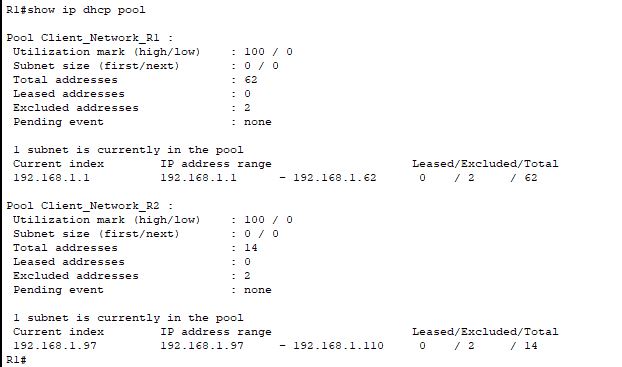 R1#show ip dhcp pool
Pool Client_Network_R1 :
Utilization mark (high/low) : 100 / 0
Subnet size (first/next) : 0 / 0
Total addresses : 62
Leased addresses : 0
Excluded addresses : 2
Pending event : none
1 subnet is currently in the pool
Current index IP address range Leased/Excluded/Total
192.168.1.1 192.168.1.1 - 192.168.1.62 0 / 2 / 62
Pool Client_Network_R2 :
Utilization mark (high/low) : 100 / 0
Subnet size (first/next) : 0 / 0
Total addresses : 14
Leased addresses : 0
Excluded addresses : 2
Pending event : none
1 subnet is currently in the pool
Current index IP address range Leased/Excluded/Total
192.168.1.97 192.168.1.97 - 192.168.1.110 0 / 2 / 14
R1#